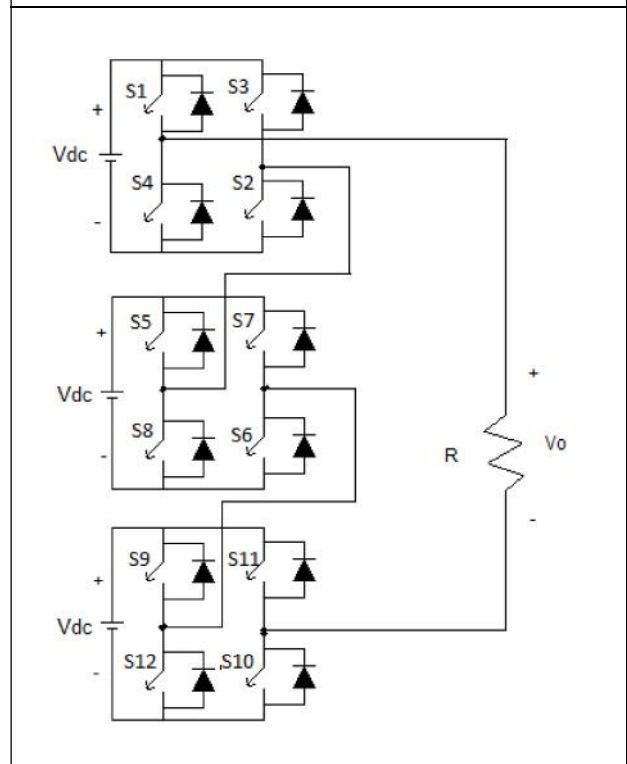 S1
S3
+
Vdc
S4
S2
-
S5
S7
+
Vdc
S8
S6
-
+
R
Vo
-
S9
S11
+
Vdc
S12
S10
-